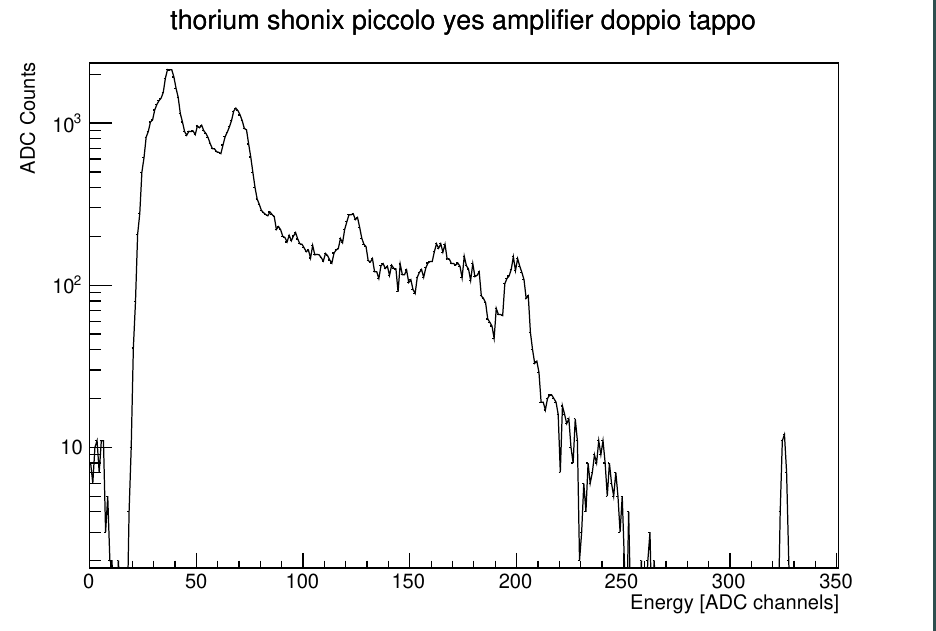 thorium shonix piccolo yes amplifier doppio tappo
ADC Counts
10³
10²
10
0 50 100 150 200 250 300 350
Energy [ADC channels]